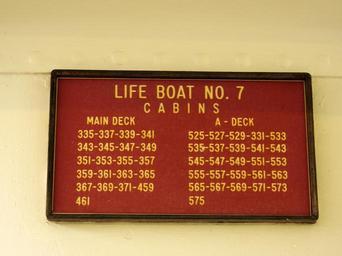 LIFE BOAT NO. 7
CABINS
MAIN DECK A - DECK
335-337-339-341 525-527-529-331-533
343-345-347-349 535-537-539-541-543
351-353-355-357 545-547-549-551-553
359-361-363-365 555-557-559-561-563
367-369-371-459 565-567-569-571-573
461 575